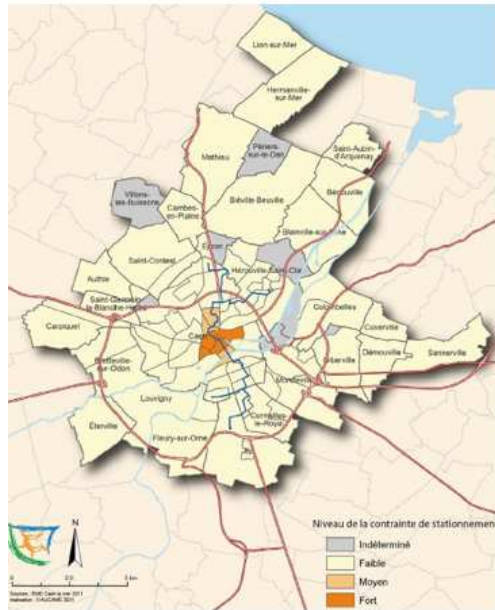 Lion-sur-Mer
Hermanville-
sur-Mer
Mathieu
Périers-
sur-le-Dan
Saint-Aubin-
d'Arquenay
Bénouville
Villons-
les-Buissons
Cambes-
en-Plaine
Biéville-Beuville
Blainville-sur-Orne
Saint-Contest
Epron
Hérouville-Saint-Clair
Authie
Saint-Germain-
la-Blanche-Herbe
Colombelles
Carpiquet
Caen
Cuverville
Démouville
Sannerville
Giberville
Bretteville-
sur-Odon
Mondeville
Louvigny
Cormelles-
le-Royal
Éterville
Fleury-sur-Orne
Niveau de la contrainte de stationnement
Indéterminé
Faible
Moyen
Fort
N